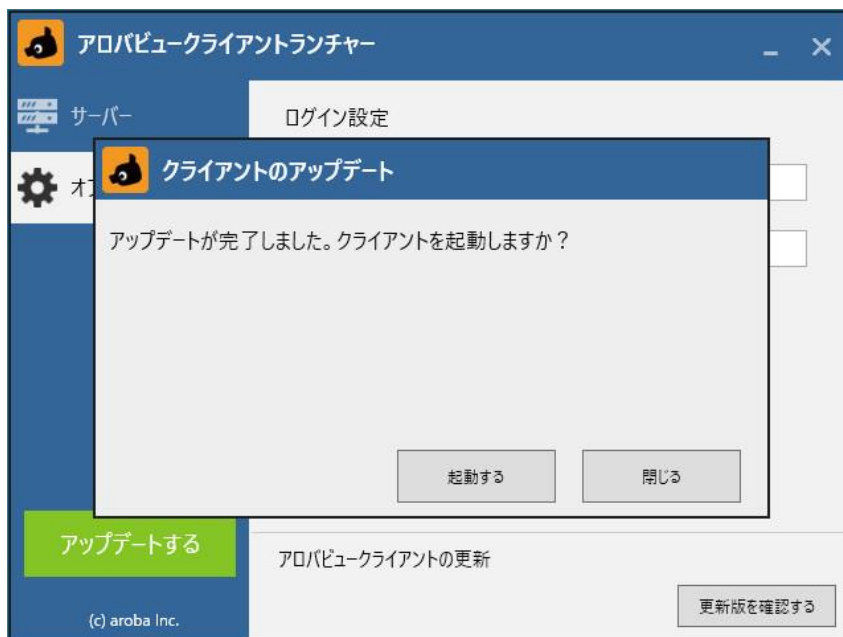 アロバビュークライアントランチャー
サーバー
ログイン設定
クライアントのアップデート
アップデートが完了しました。クライアントを起動しますか？
起動する
閉じる
アップデートする
アロバビュークライアントの更新
更新版を確認する
(c) aroba Inc.